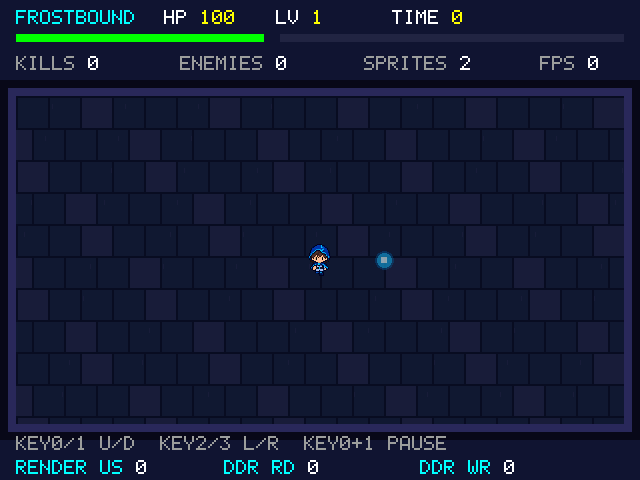 FROSTBOUND HP 100 LV 1 TIME 0
KILLS 0 ENEMIES 0 SPRITES 2 FPS 0
KEY0/1 U/D KEY2/3 L/R KEY0+1 PAUSE
RENDER US 0 DDR RD 0 DDR WR 0